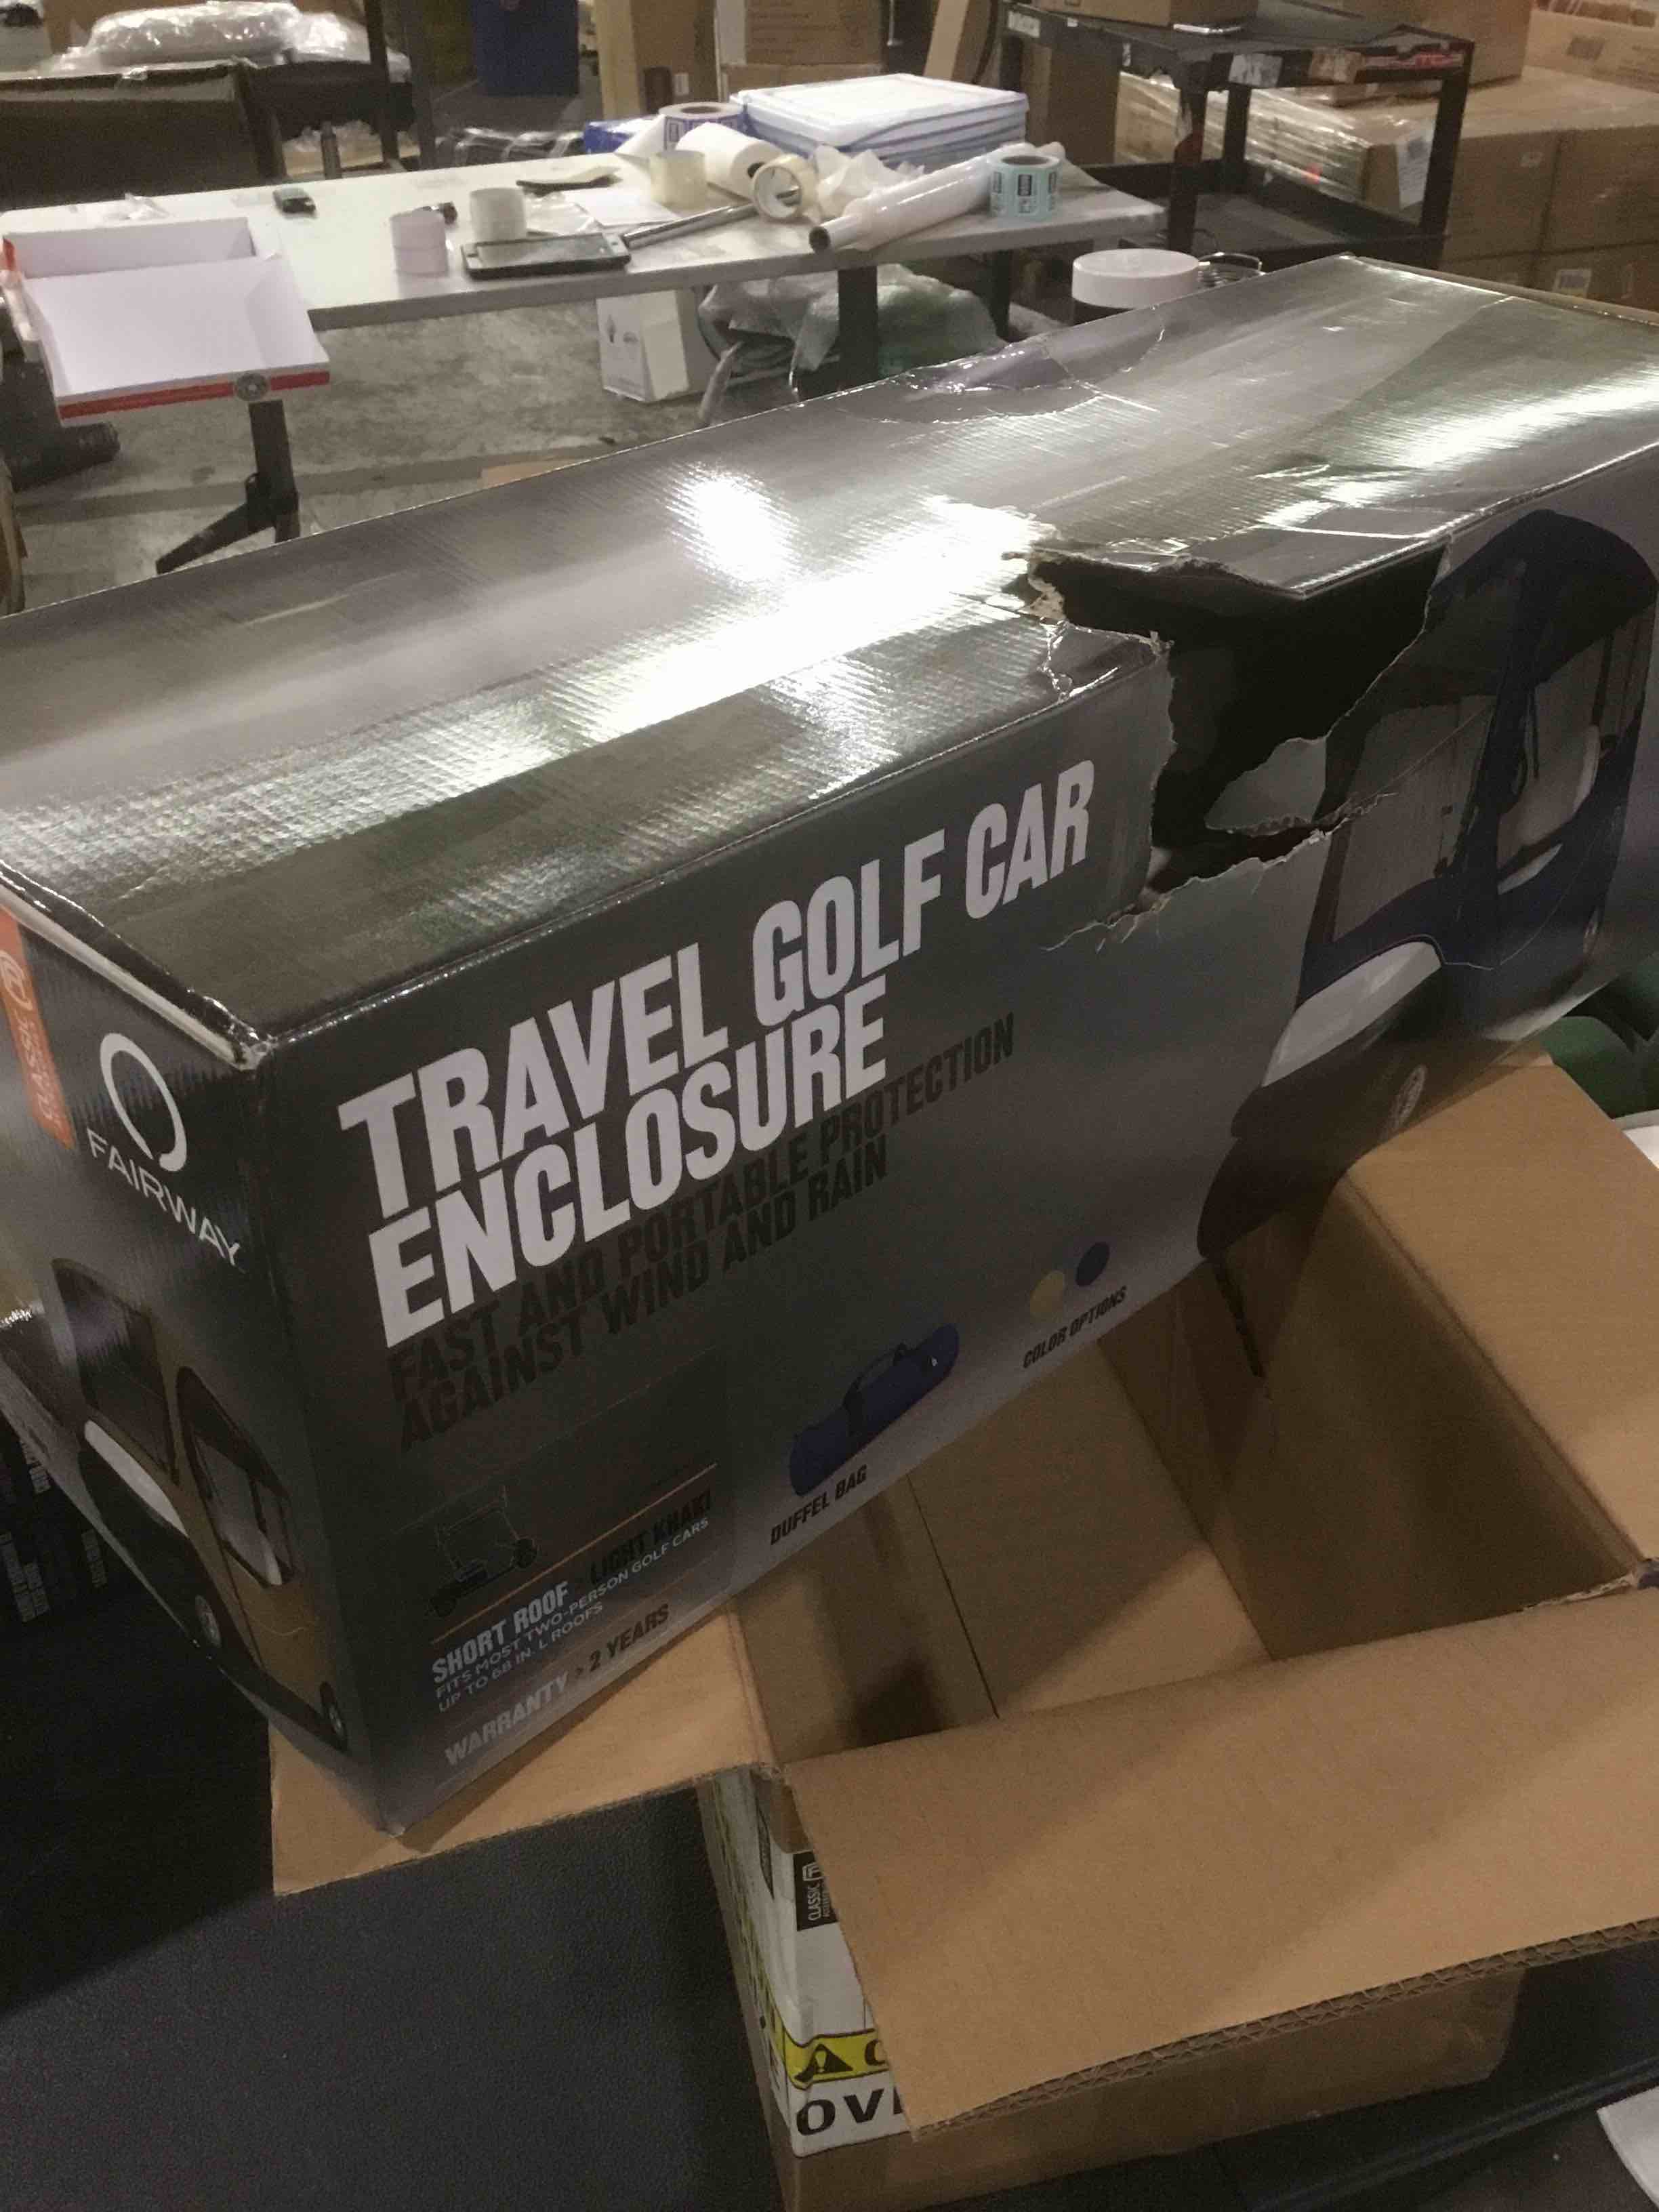 TRAVEL GOLF CAR
ENCLOSURE
FAST AND PORTABLE PROTECTION
AGAINST WIND AND RAIN
CLASSIC
FAIRWAY
SHORT ROOF - LIGHT KHAKI
FITS MOST TWO-PERSON GOLF CARS
UP TO 68 IN. L ROOFS
WARRANTY > 2 YEARS
DUFFEL BAG
COLOR OPTIONS
CLASSIC
OV